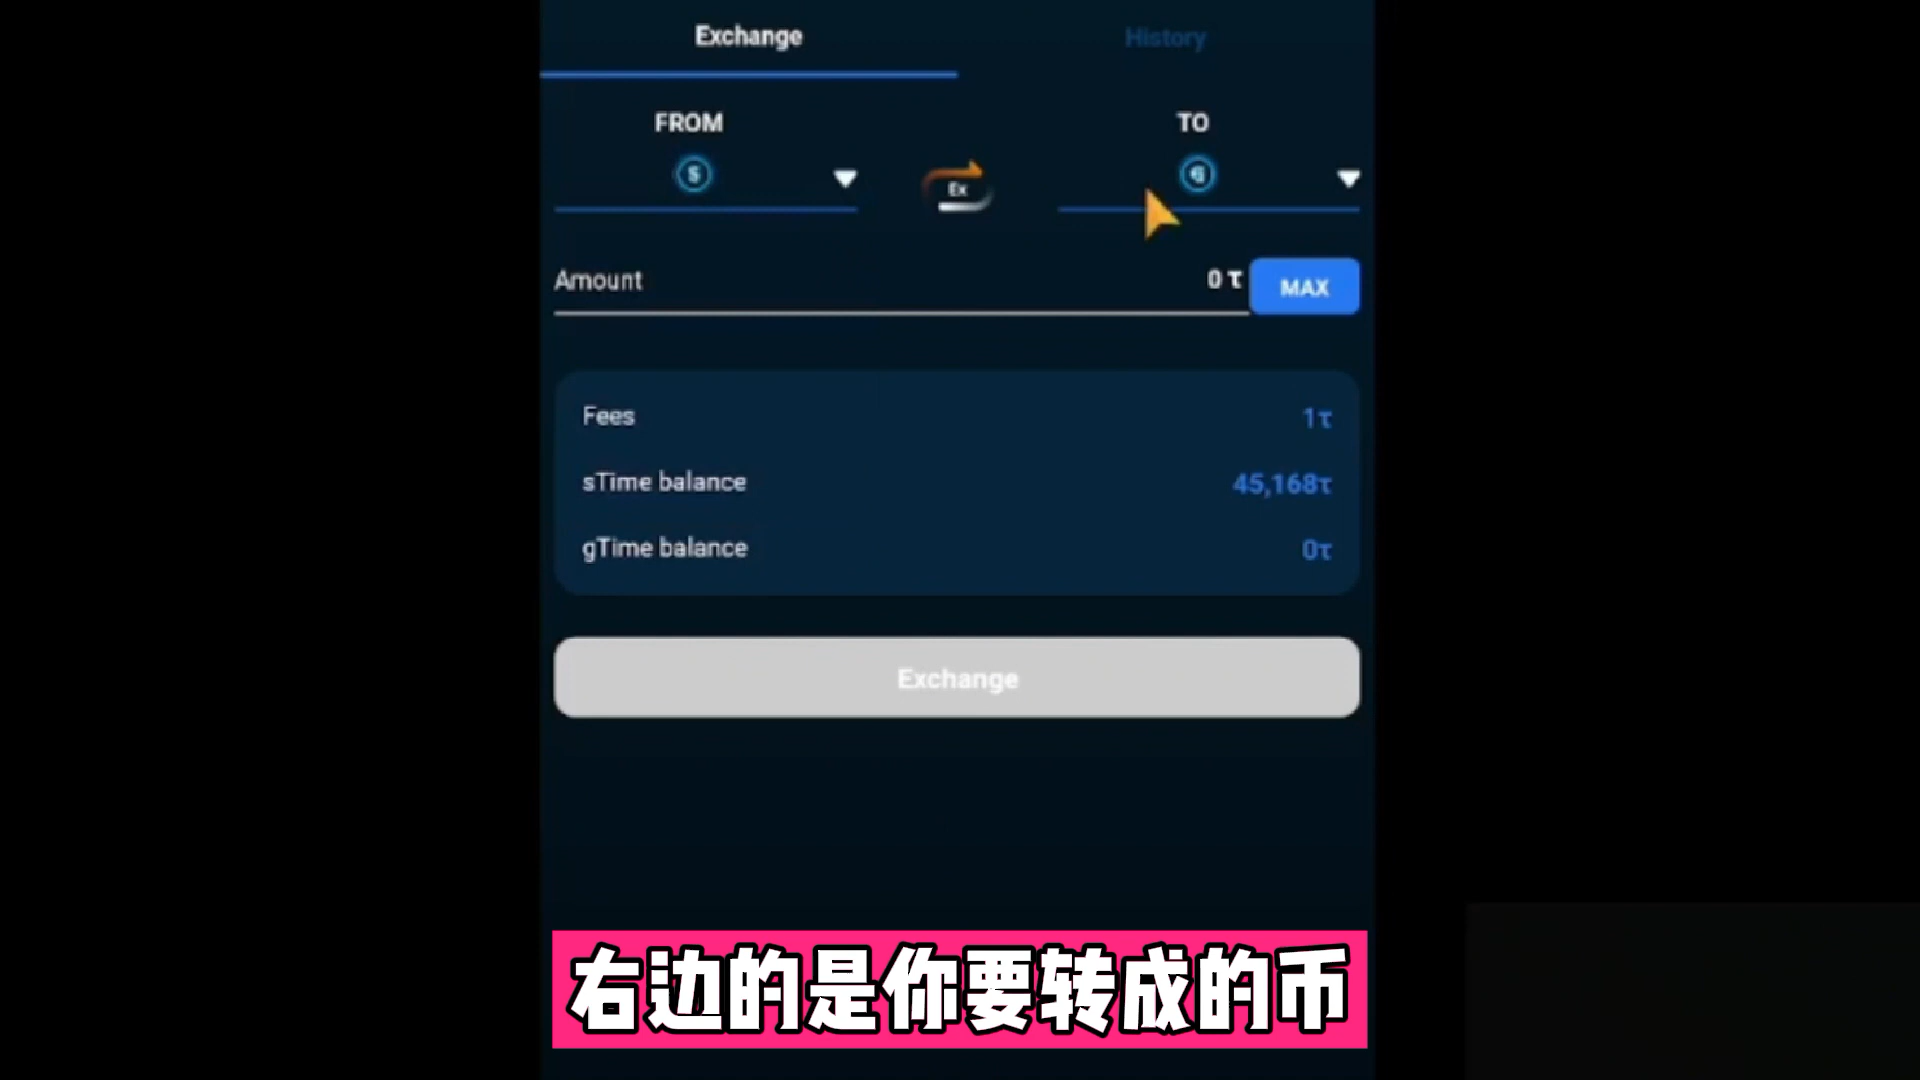 Exchange
History
FROM
TO
S
Ex
Amount
0 τ
MAX
Fees
1τ
sTime balance
45,168τ
gTime balance
0τ
Exchange
右边的是你要转成的币